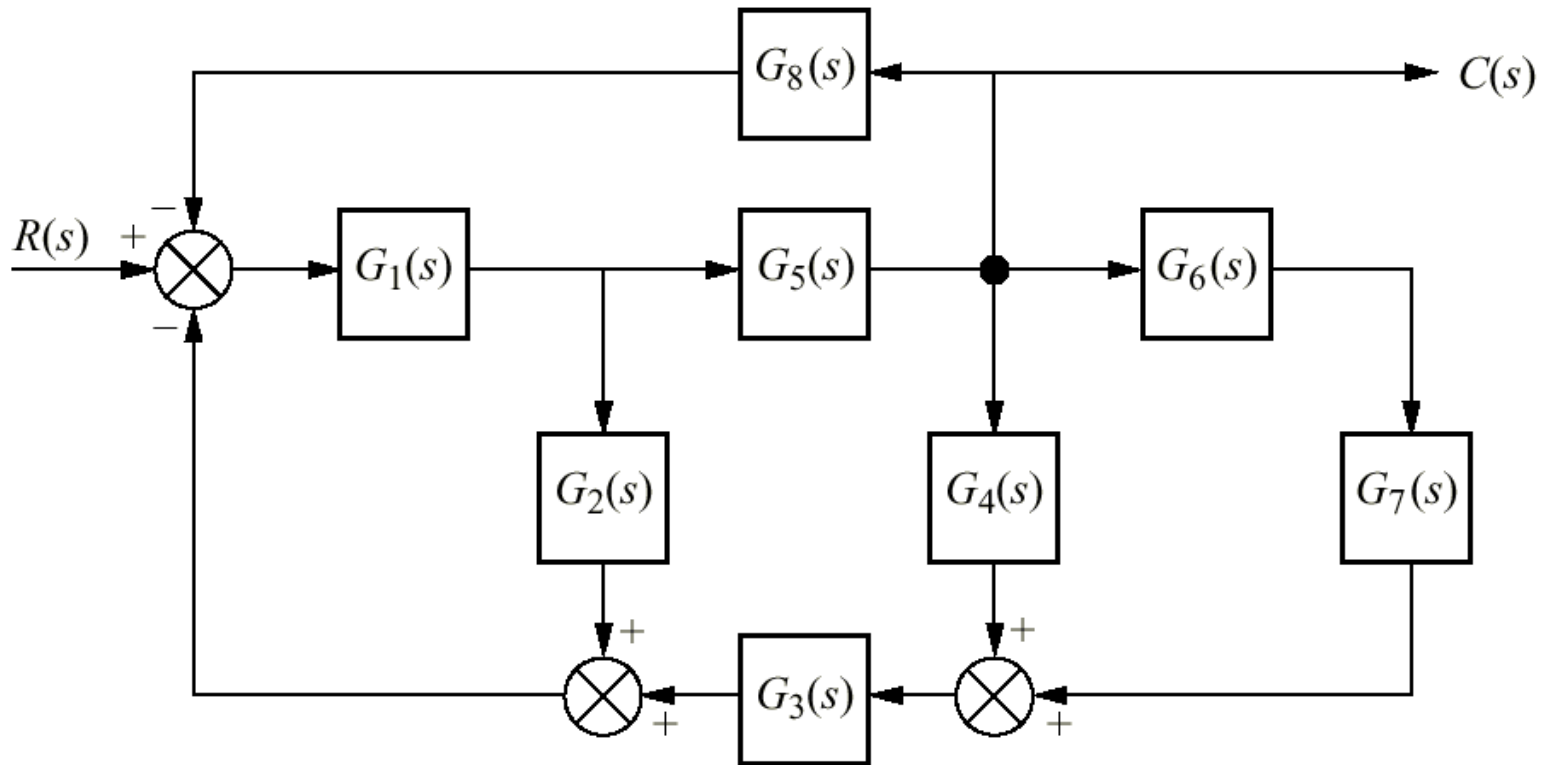 G₈(s)
C(s)
−
R(s)
+
G₁(s)
G₅(s)
G₆(s)
−
G₂(s)
G₄(s)
G₇(s)
+
+
G₃(s)
+
+